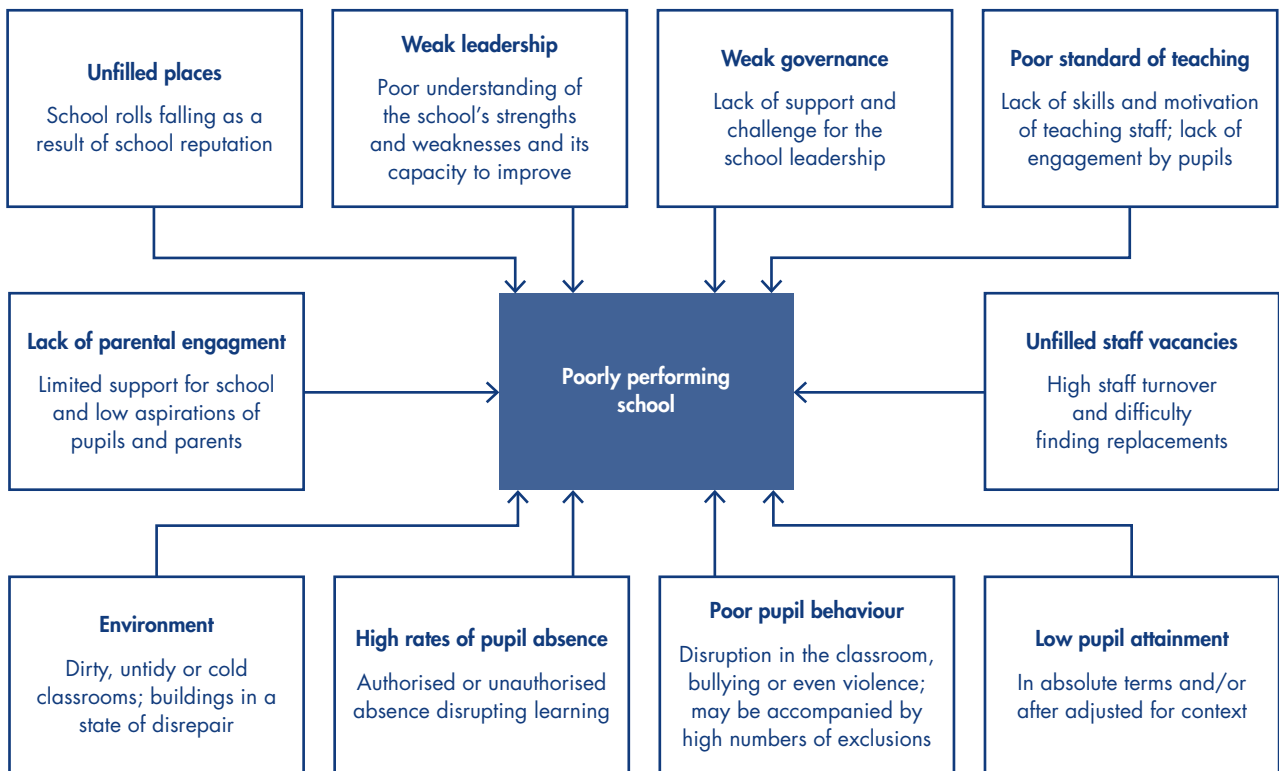 Unfilled places
School rolls falling as a
result of school reputation
Weak leadership
Poor understanding of
the school's strengths
and weaknesses and its
capacity to improve
Weak governance
Lack of support and
challenge for the
school leadership
Poor standard of teaching
Lack of skills and motivation
of teaching staff; lack of
engagement by pupils
Lack of parental engagment
Limited support for school
and low aspirations of
pupils and parents
Poorly performing
school
Unfilled staff vacancies
High staff turnover
and difficulty
finding replacements
Environment
Dirty, untidy or cold
classrooms; buildings in a
state of disrepair
High rates of pupil absence
Authorised or unauthorised
absence disrupting learning
Poor pupil behaviour
Disruption in the classroom,
bullying or even violence;
may be accompanied by
high numbers of exclusions
Low pupil attainment
In absolute terms and/or
after adjusted for context